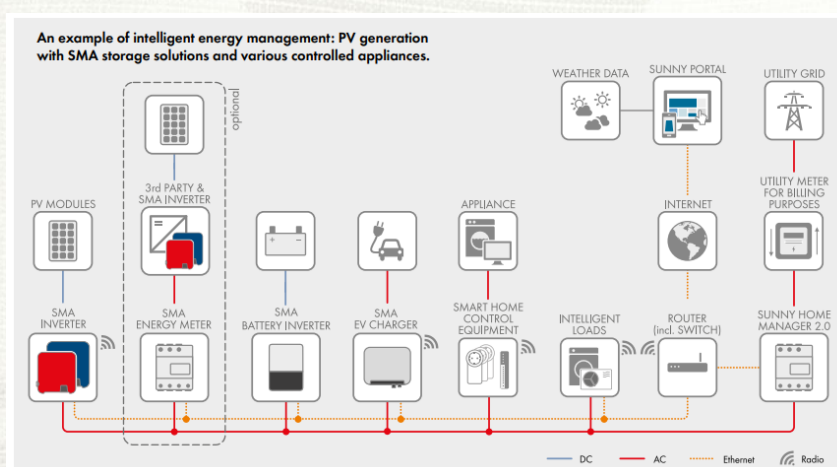 An example of intelligent energy management: PV generation
with SMA storage solutions and various controlled appliances.
optional
WEATHER DATA
SUNNY PORTAL
UTILITY GRID
PV MODULES
3rd PARTY &
SMA INVERTER
APPLIANCE
INTERNET
UTILITY METER
FOR BILLING
PURPOSES
SMA
INVERTER
SMA
ENERGY METER
SMA
BATTERY INVERTER
SMA
EV CHARGER
SMART HOME
CONTROL
EQUIPMENT
INTELLIGENT
LOADS
ROUTER
(incl. SWITCH)
SUNNY HOME
MANAGER 2.0
DC
AC
Ethernet
Radio